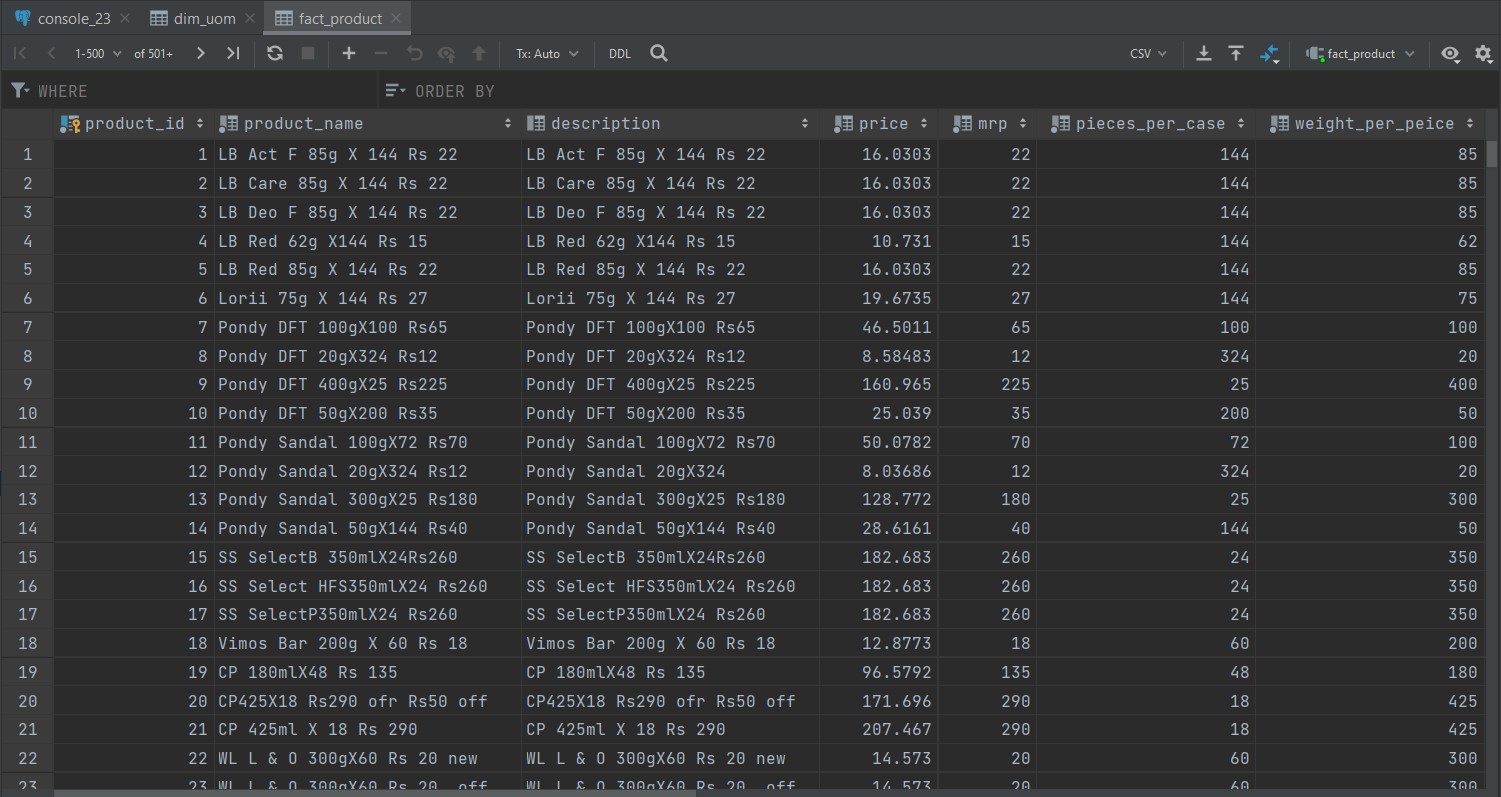 console_23 dim_uom fact_product
1-500 of 501+ Tx: Auto DDL CSV fact_product
WHERE ORDER BY
product_id product_name description price mrp pieces_per_case weight_per_peice
1 1 LB Act F 85g X 144 Rs 22 LB Act F 85g X 144 Rs 22 16.0303 22 144 85
2 2 LB Care 85g X 144 Rs 22 LB Care 85g X 144 Rs 22 16.0303 22 144 85
3 3 LB Deo F 85g X 144 Rs 22 LB Deo F 85g X 144 Rs 22 16.0303 22 144 85
4 4 LB Red 62g X144 Rs 15 LB Red 62g X144 Rs 15 10.731 15 144 62
5 5 LB Red 85g X 144 Rs 22 LB Red 85g X 144 Rs 22 16.0303 22 144 85
6 6 Lorii 75g X 144 Rs 27 Lorii 75g X 144 Rs 27 19.6735 27 144 75
7 7 Pondy DFT 100gX100 Rs65 Pondy DFT 100gX100 Rs65 46.5011 65 100 100
8 8 Pondy DFT 20gX324 Rs12 Pondy DFT 20gX324 Rs12 8.58483 12 324 20
9 9 Pondy DFT 400gX25 Rs225 Pondy DFT 400gX25 Rs225 160.965 225 25 400
10 10 Pondy DFT 50gX200 Rs35 Pondy DFT 50gX200 Rs35 25.039 35 200 50
11 11 Pondy Sandal 100gX72 Rs70 Pondy Sandal 100gX72 Rs70 50.0782 70 72 100
12 12 Pondy Sandal 20gX324 Rs12 Pondy Sandal 20gX324 8.03686 12 324 20
13 13 Pondy Sandal 300gX25 Rs180 Pondy Sandal 300gX25 Rs180 128.772 180 25 300
14 14 Pondy Sandal 50gX144 Rs40 Pondy Sandal 50gX144 Rs40 28.6161 40 144 50
15 15 SS SelectB 350mlX24Rs260 SS SelectB 350mlX24Rs260 182.683 260 24 350
16 16 SS Select HFS350mlX24 Rs260 SS Select HFS350mlX24 Rs260 182.683 260 24 350
17 17 SS SelectP350mlX24 Rs260 SS SelectP350mlX24 Rs260 182.683 260 24 350
18 18 Vimos Bar 200g X 60 Rs 18 Vimos Bar 200g X 60 Rs 18 12.8773 18 60 200
19 19 CP 180mlX48 Rs 135 CP 180mlX48 Rs 135 96.5792 135 48 180
20 20 CP425X18 Rs290 ofr Rs50 off CP425X18 Rs290 ofr Rs50 off 171.696 290 18 425
21 21 CP 425ml X 18 Rs 290 CP 425ml X 18 Rs 290 207.467 290 18 425
22 22 WL L & O 300gX60 Rs 20 new WL L & O 300gX60 Rs 20 new 14.573 20 60 300
23 23 WL L & O 300gX60 Rs 20 off WL L & O 300gX60 Rs 20 off 14.573 20 60 300